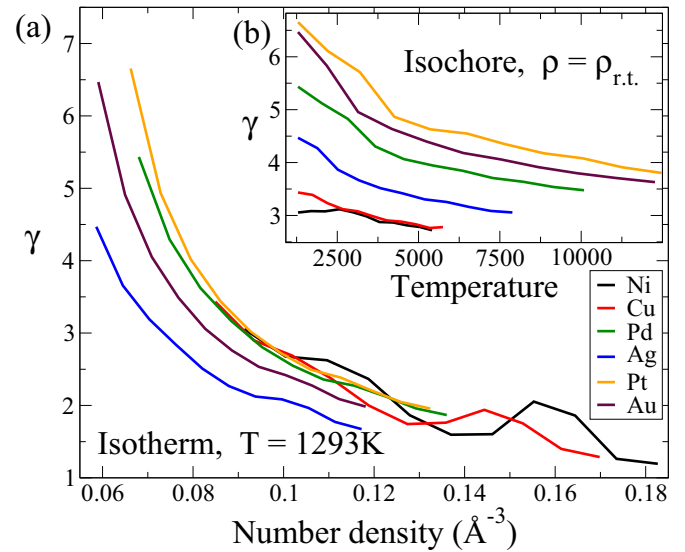 (a)
7
6
5
4
3
2
1
γ
0.06
0.08
0.1
0.12
0.14
0.16
0.18
Number density (Å⁻³)
Isotherm, T = 1293K
(b)
Isochore, ρ = ρr.t.
6
5
4
3
γ
2500
5000
7500
10000
Temperature
Ni
Cu
Pd
Ag
Pt
Au